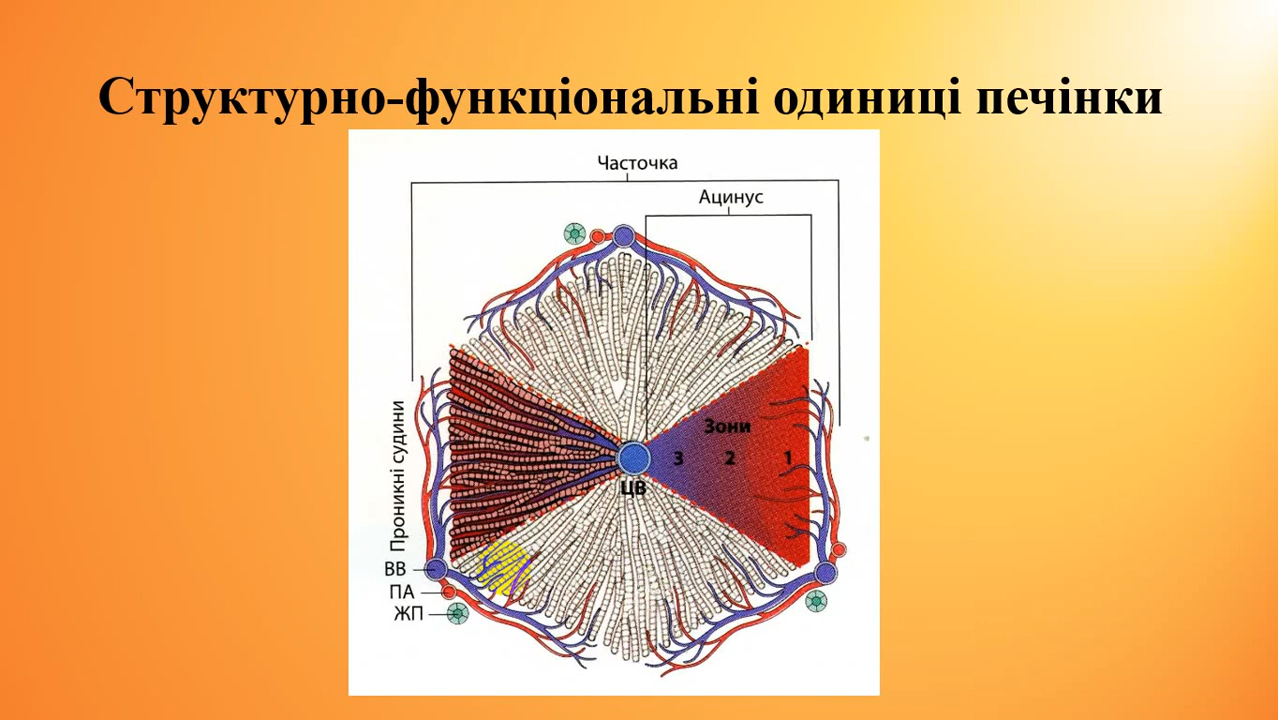 Структурно-функціональні одиниці печінки
Часточка
Ацинус
Проникні судини
Зони
3 2 1
ЦВ
ВВ
ПА
ЖП